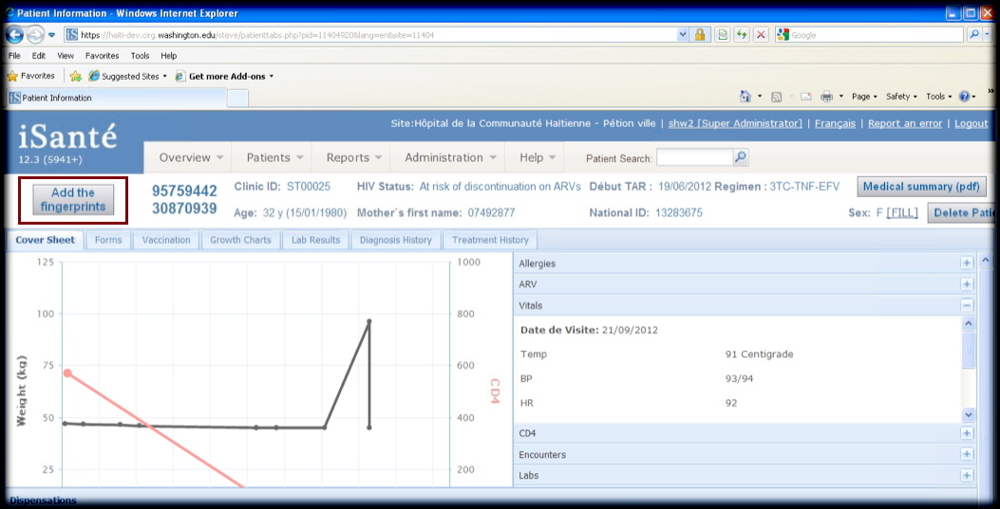 Patient Information - Windows Internet Explorer
https://haiti-dev.cirg.washington.edu/steve/patienttabs.php?pid=11404920&lang=en&site=11404
Google
File Edit View Favorites Tools Help
Favorites Suggested Sites Get more Add-ons
Patient Information
Page Safety Tools
iSanté
12.3 (5941+)
Site:Hôpital de la Communauté Haïtienne - Pétion ville | shw2 [Super Administrator] | Français | Report an error | Logout
Overview Patients Reports Administration Help Patient Search:
Add the
fingerprints
95759442
30870939
Clinic ID: ST00025 HIV Status: At risk of discontinuation on ARVs Début TAR : 19/06/2012 Regimen : 3TC-TNF-EFV Medical summary (pdf)
Age: 32 y (15/01/1980) Mother's first name: 07492877 National ID: 13283675 Sex: F [FILL] Delete Patie
Cover Sheet Forms Vaccination Growth Charts Lab Results Diagnosis History Treatment History
125
100
75
50
25
Weight (kg)
1000
800
600
400
200
CD4
Allergies
ARV
Vitals
Date de Visite: 21/09/2012
Temp 91 Centigrade
BP 93/94
HR 92
CD4
Encounters
Labs
Dispensations